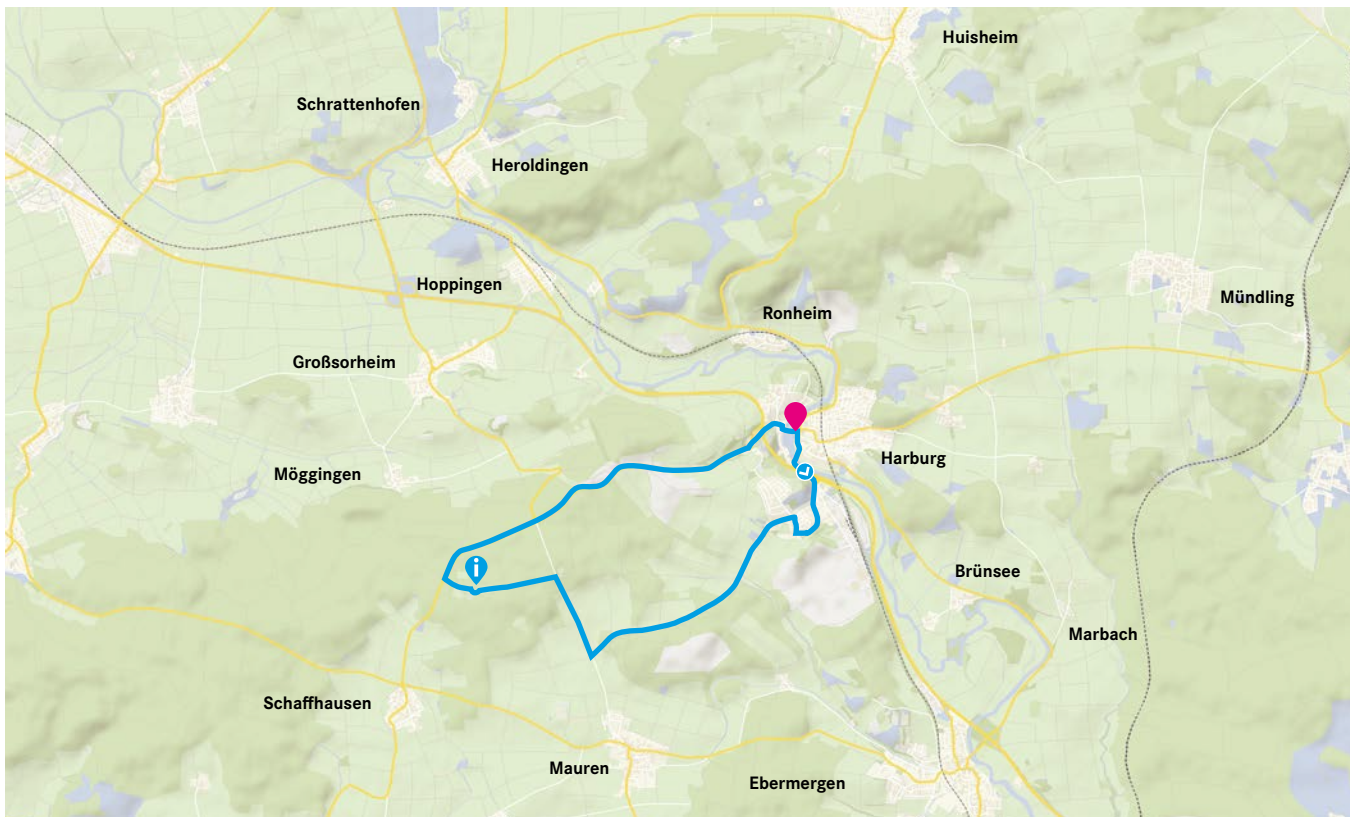 Huisheim
Schrattenhofen
Heroldingen
Hoppingen
Mündling
Ronheim
Großsorheim
Harburg
Möggingen
i
Brünsee
Marbach
Schaffhausen
Mauren
Ebermergen